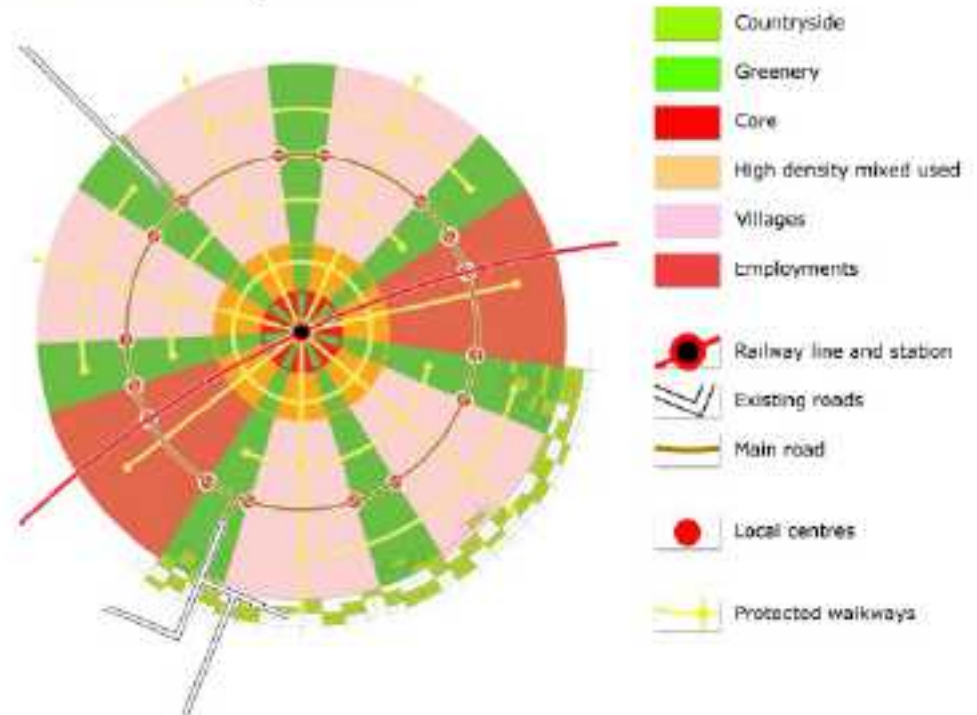 Countryside
Greenery
Core
High density mixed used
Villages
Employments
Railway line and station
Existing roads
Main road
Local centres
Protected walkways